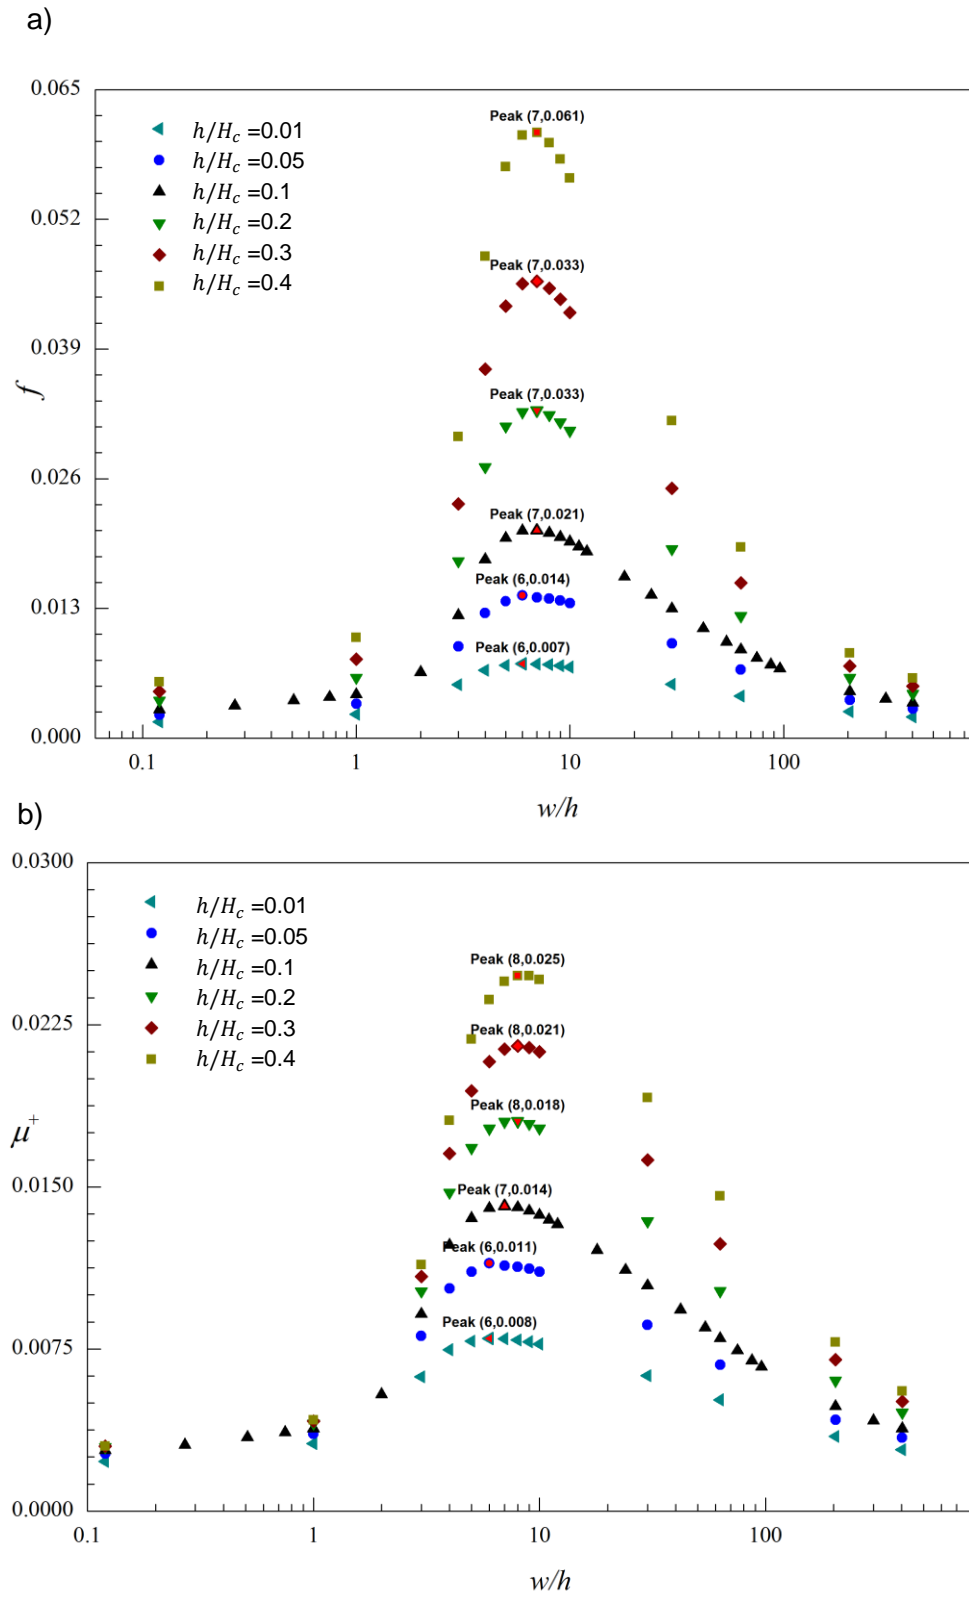 a)
0.065
0.052
0.039
0.026
0.013
0.000
f
h/H_c =0.01
h/H_c =0.05
h/H_c =0.1
h/H_c =0.2
h/H_c =0.3
h/H_c =0.4
Peak (7,0.061)
Peak (7,0.033)
Peak (7,0.033)
Peak (7,0.021)
Peak (6,0.014)
Peak (6,0.007)
0.1 1 10 100
w/h
b)
0.0300
0.0225
0.0150
0.0075
0.0000
μ⁺
h/H_c =0.01
h/H_c =0.05
h/H_c =0.1
h/H_c =0.2
h/H_c =0.3
h/H_c =0.4
Peak (8,0.025)
Peak (8,0.021)
Peak (8,0.018)
Peak (7,0.014)
Peak (6,0.011)
Peak (6,0.008)
0.1 1 10 100
w/h